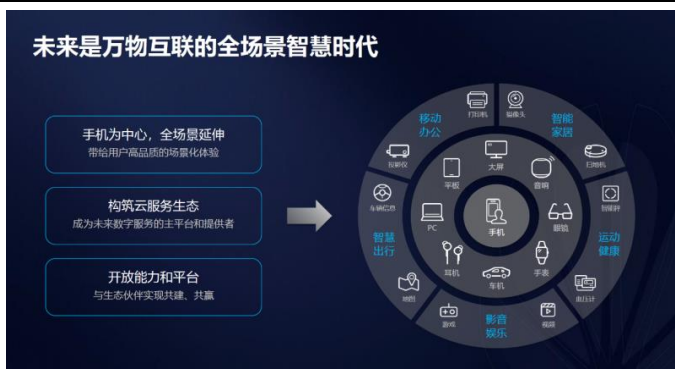 未来是万物互联的全场景智慧时代
手机为中心，全场景延伸
带给用户高品质的场景化体验
构筑云服务生态
成为未来数字服务的主平台和提供者
开放能力和平台
与生态伙伴实现共建、共赢
移动
办公
打印机
摄像头
智能
家居
投影仪
扫地机
大屏
平板
音响
车辆信息
智能秤
PC
手机
眼镜
智慧
出行
运动
健康
耳机
车机
手表
地图
血压计
游戏
影音
娱乐
视频